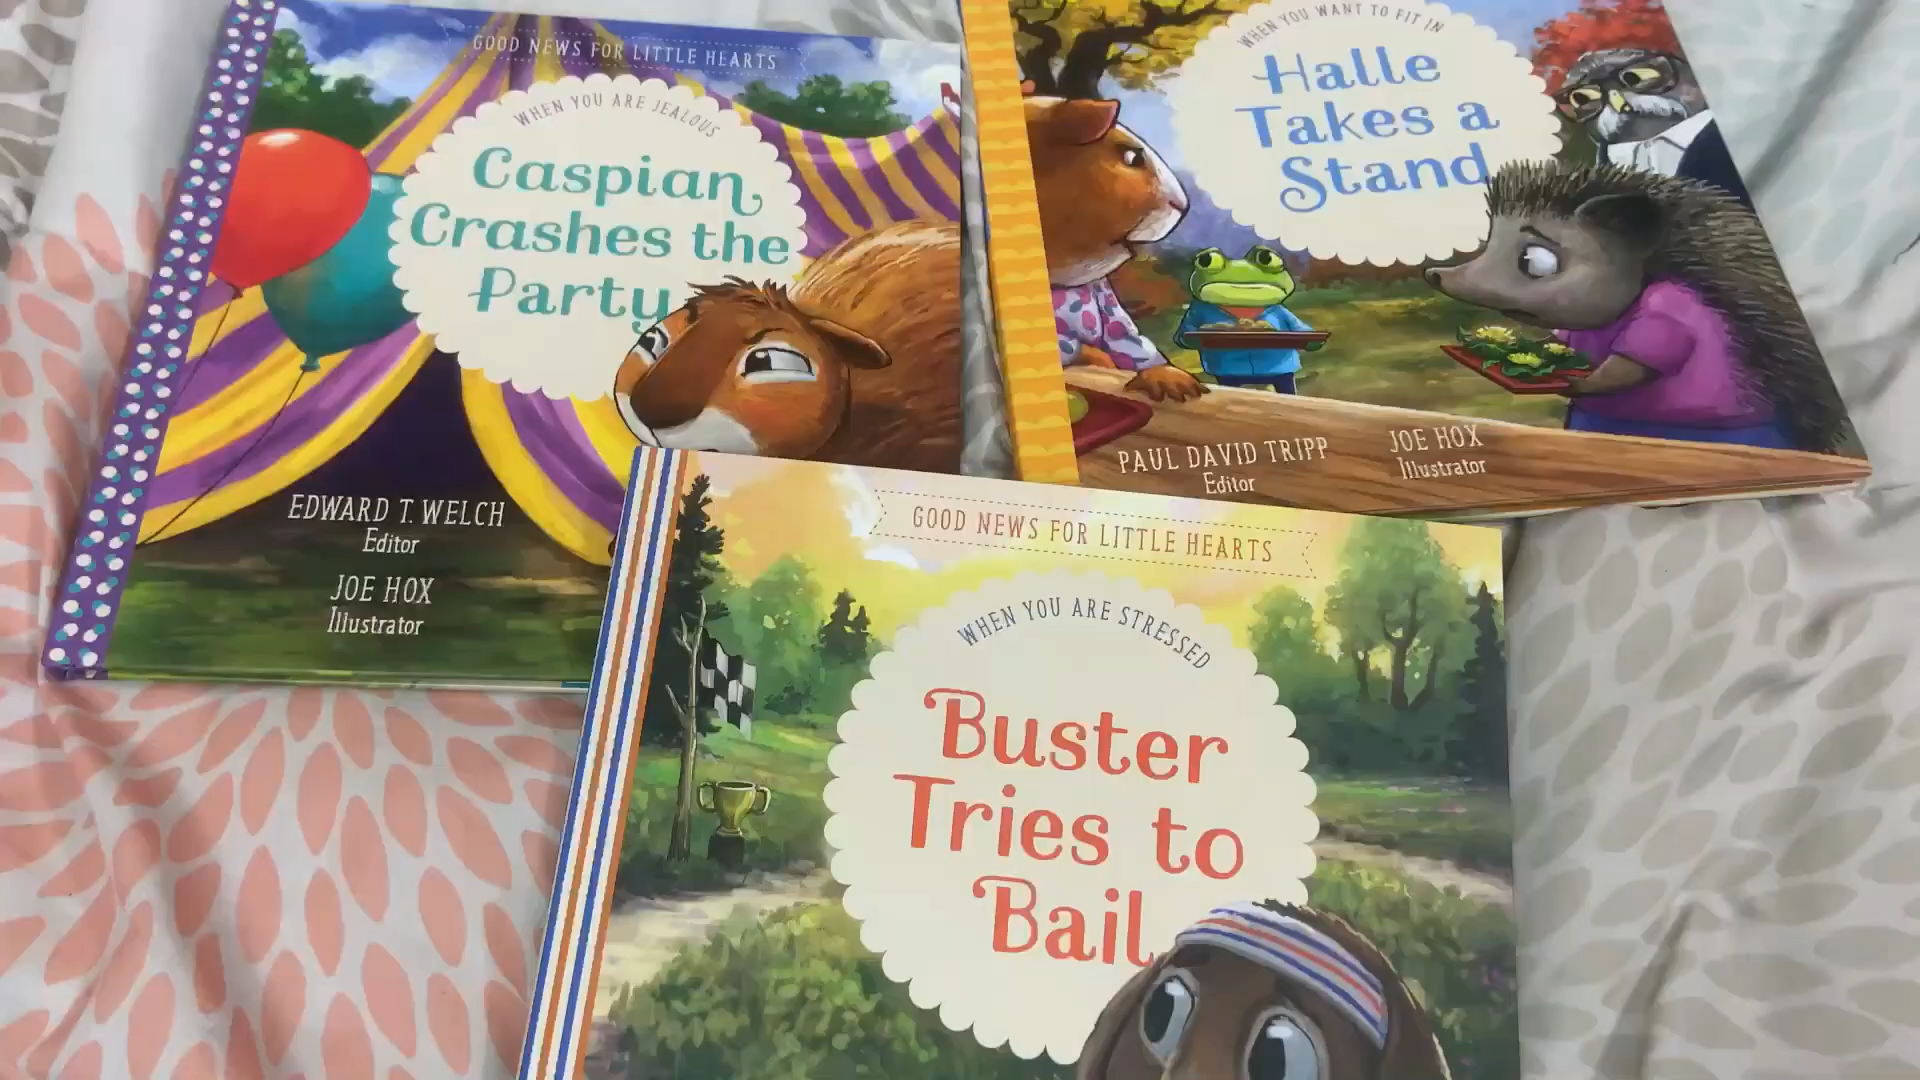 GOOD NEWS FOR LITTLE HEARTS
WHEN YOU ARE JEALOUS
Caspian
Crashes the
Party
EDWARD T. WELCH
Editor
JOE HOX
Illustrator
WHEN YOU WANT TO FIT IN
Halle
Takes a
Stand
PAUL DAVID TRIPP
Editor
JOE HOX
Illustrator
GOOD NEWS FOR LITTLE HEARTS
WHEN YOU ARE STRESSED
Buster
Tries to
Bail